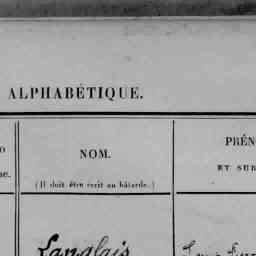 ALPHABÉTIQUE.
NOM.
(Il doit être écrit en bâtarde.)
PRÉN
ET SUR
Langlais